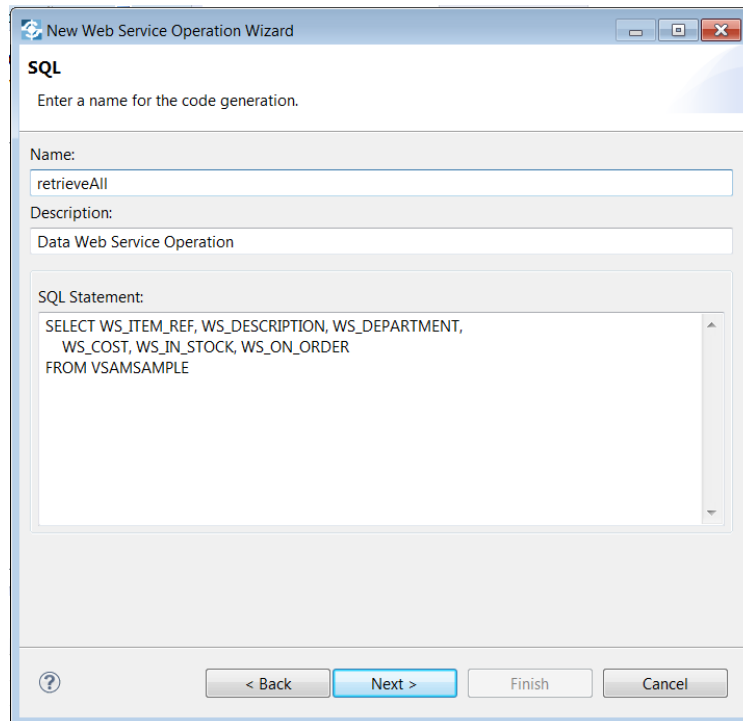 New Web Service Operation Wizard
SQL
Enter a name for the code generation.
Name:
retrieveAll
Description:
Data Web Service Operation
SQL Statement:
SELECT WS_ITEM_REF, WS_DESCRIPTION, WS_DEPARTMENT,
WS_COST, WS_IN_STOCK, WS_ON_ORDER
FROM VSAMSAMPLE
< Back Next > Finish Cancel